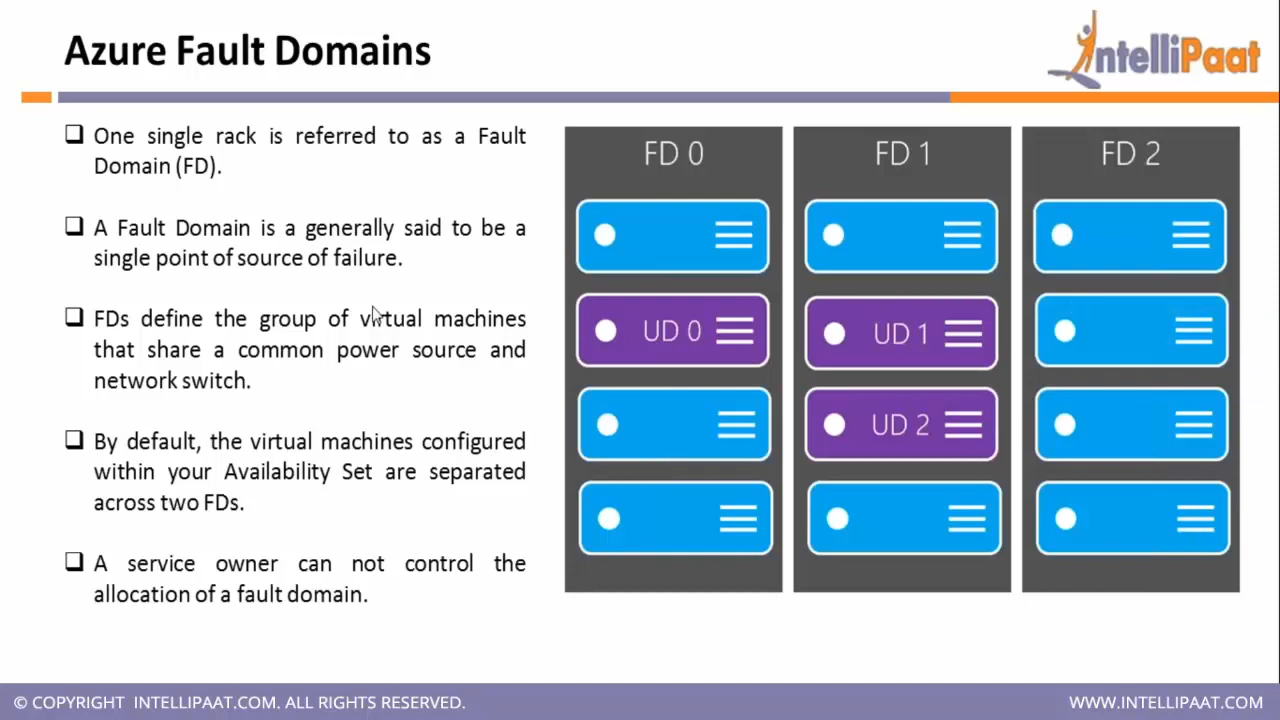 Azure Fault Domains
IntelliPaat
One single rack is referred to as a Fault
Domain (FD).
A Fault Domain is a generally said to be a
single point of source of failure.
FDs define the group of virtual machines
that share a common power source and
network switch.
By default, the virtual machines configured
within your Availability Set are separated
across two FDs.
A service owner can not control the
allocation of a fault domain.
FD 0
UD 0
FD 1
UD 1
UD 2
FD 2
© COPYRIGHT INTELLIPAAT.COM. ALL RIGHTS RESERVED.
WWW.INTELLIPAAT.COM